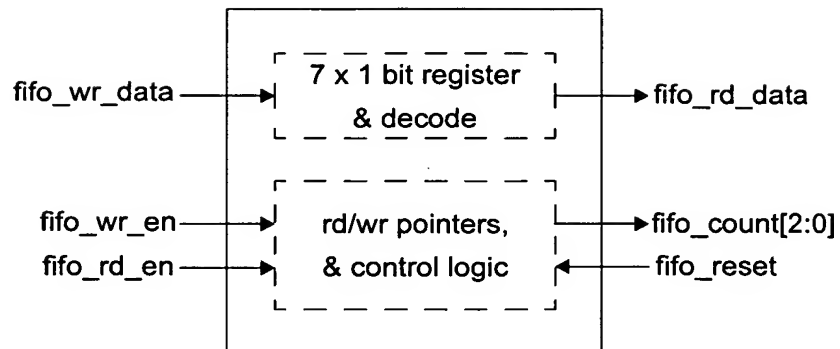 7 x 1 bit register
fifo_wr_data
fifo_rd_data
& decode
fifo_wr_en
rd/wr pointers,
fifo_count[2:0]
fifo_rd_en
& control logic
fifo_reset